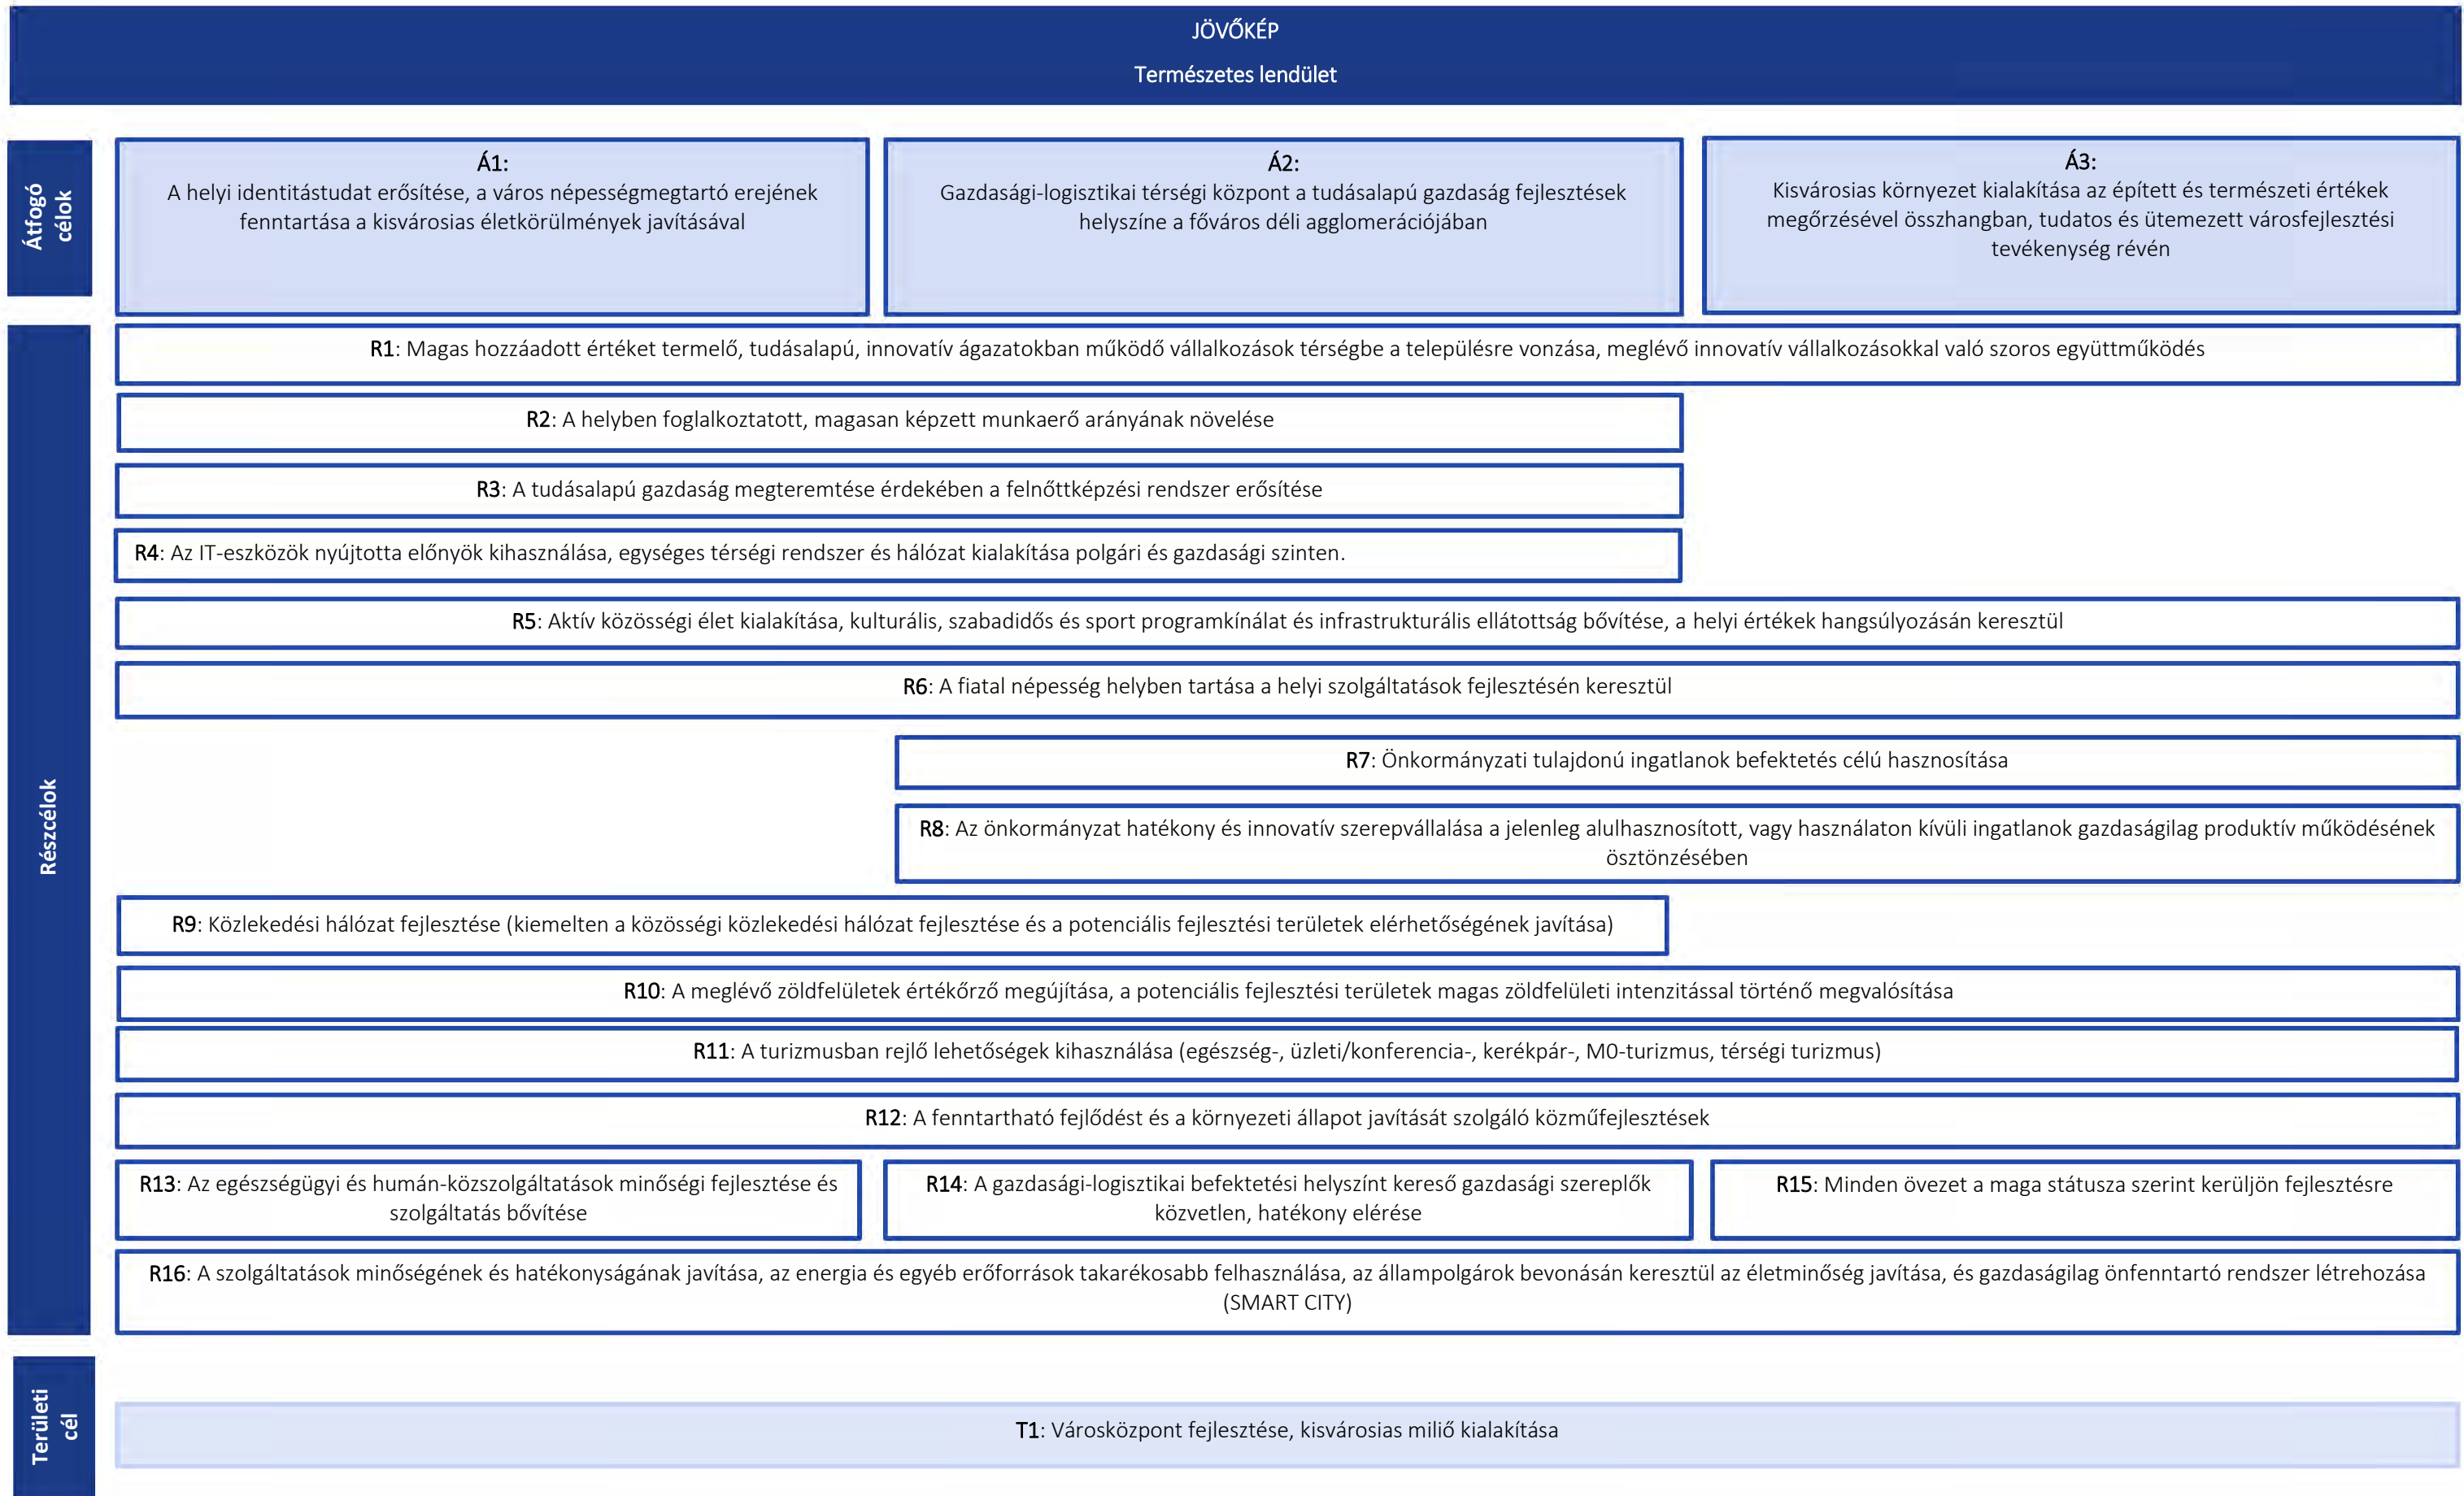 JÖVŐKÉP
Természetes lendület
Átfogó
célok
Á1:
A helyi identitástudat erősítése, a város népességmegtartó erejének
fenntartása a kisvárosias életkörülmények javításával
Á2:
Gazdasági-logisztikai térségi központ a tudásalapú gazdaság fejlesztések
helyszíne a főváros déli agglomerációjában
Á3:
Kisvárosias környezet kialakítása az épített és természeti értékek
megőrzésével összhangban, tudatos és ütemezett városfejlesztési
tevékenység révén
Részcélok
R1: Magas hozzáadott értéket termelő, tudásalapú, innovatív ágazatokban működő vállalkozások térségbe a településre vonzása, meglévő innovatív vállalkozásokkal való szoros együttműködés
R2: A helyben foglalkoztatott, magasan képzett munkaerő arányának növelése
R3: A tudásalapú gazdaság megteremtése érdekében a felnőttképzési rendszer erősítése
R4: Az IT-eszközök nyújtotta előnyök kihasználása, egységes térségi rendszer és hálózat kialakítása polgári és gazdasági szinten.
R5: Aktív közösségi élet kialakítása, kulturális, szabadidős és sport programkínálat és infrastrukturális ellátottság bővítése, a helyi értékek hangsúlyozásán keresztül
R6: A fiatal népesség helyben tartása a helyi szolgáltatások fejlesztésén keresztül
R7: Önkormányzati tulajdonú ingatlanok befektetés célú hasznosítása
R8: Az önkormányzat hatékony és innovatív szerepvállalása a jelenleg alulhasznosított, vagy használaton kívüli ingatlanok gazdaságilag produktív működésének
ösztönzésében
R9: Közlekedési hálózat fejlesztése (kiemelten a közösségi közlekedési hálózat fejlesztése és a potenciális fejlesztési területek elérhetőségének javítása)
R10: A meglévő zöldfelületek értékőrző megújítása, a potenciális fejlesztési területek magas zöldfelületi intenzitással történő megvalósítása
R11: A turizmusban rejlő lehetőségek kihasználása (egészség-, üzleti/konferencia-, kerékpár-, M0-turizmus, térségi turizmus)
R12: A fenntartható fejlődést és a környezeti állapot javítását szolgáló közműfejlesztések
R13: Az egészségügyi és humán-közszolgáltatások minőségi fejlesztése és
szolgáltatás bővítése
R14: A gazdasági-logisztikai befektetési helyszínt kereső gazdasági szereplők
közvetlen, hatékony elérése
R15: Minden övezet a maga státusza szerint kerüljön fejlesztésre
R16: A szolgáltatások minőségének és hatékonyságának javítása, az energia és egyéb erőforrások takarékosabb felhasználása, az állampolgárok bevonásán keresztül az életminőség javítása, és gazdaságilag önfenntartó rendszer létrehozása
(SMART CITY)
Területi
cél
T1: Városközpont fejlesztése, kisvárosias miliő kialakítása